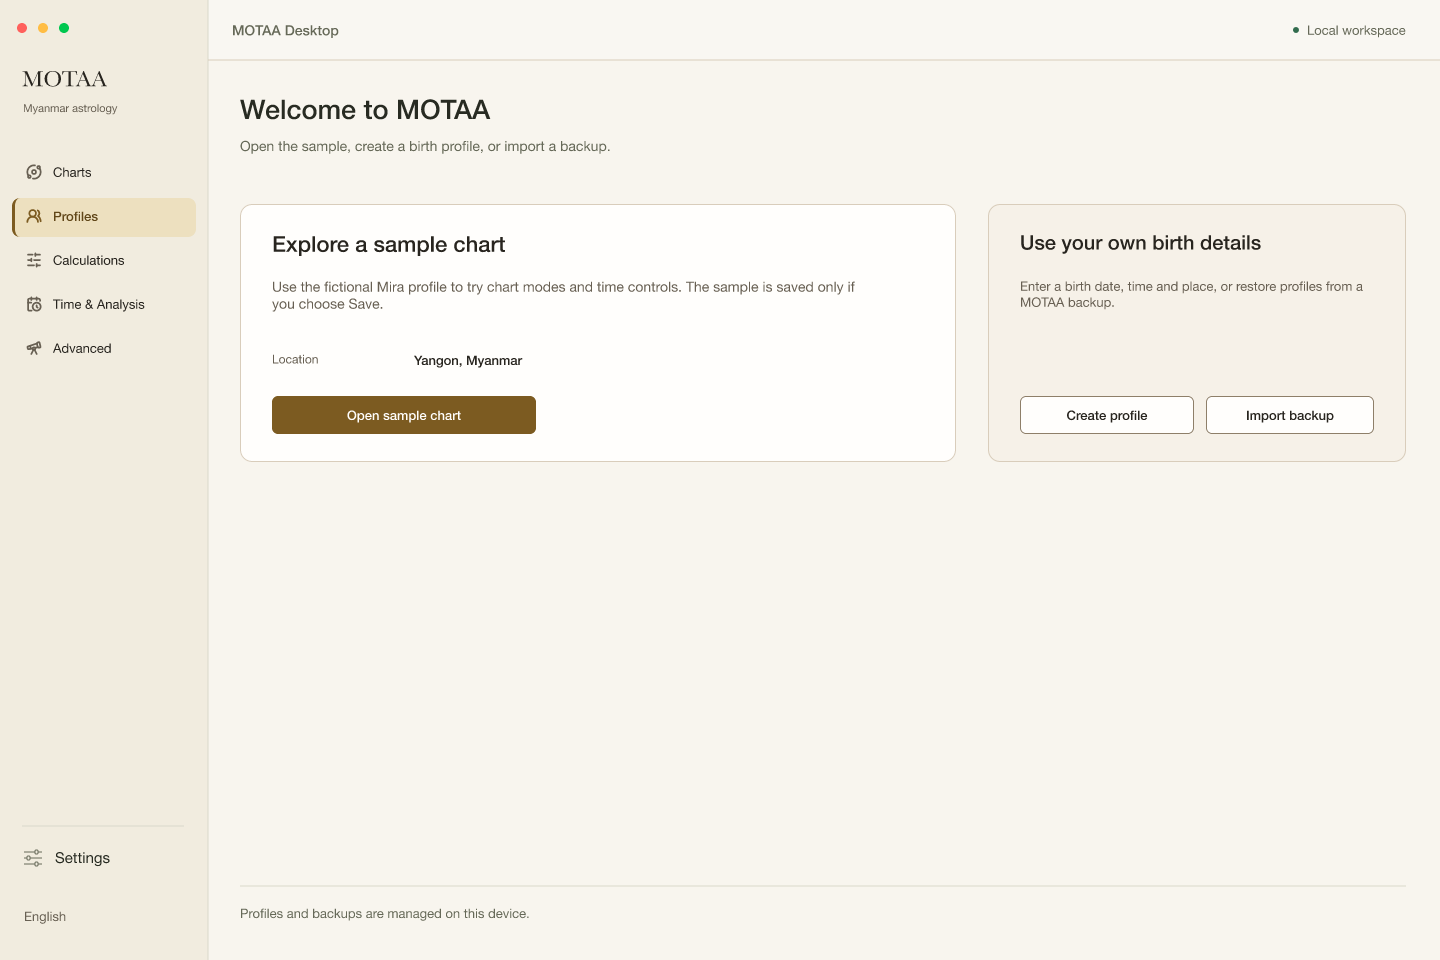 MOTAA Desktop
Local workspace
MOTAA
Myanmar astrology
Charts
Profiles
Calculations
Time & Analysis
Advanced
Settings
English
Welcome to MOTAA
Open the sample, create a birth profile, or import a backup.
Explore a sample chart
Use the fictional Mira profile to try chart modes and time controls. The sample is saved only if
you choose Save.
Location
Yangon, Myanmar
Open sample chart
Use your own birth details
Enter a birth date, time and place, or restore profiles from a
MOTAA backup.
Create profile
Import backup
Profiles and backups are managed on this device.